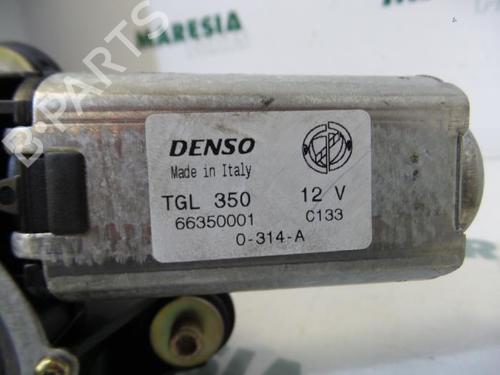 MARESIA
B-PARTS
DENSO
Made in Italy
TGL 350 12 V
66350001 C133
0-314-A